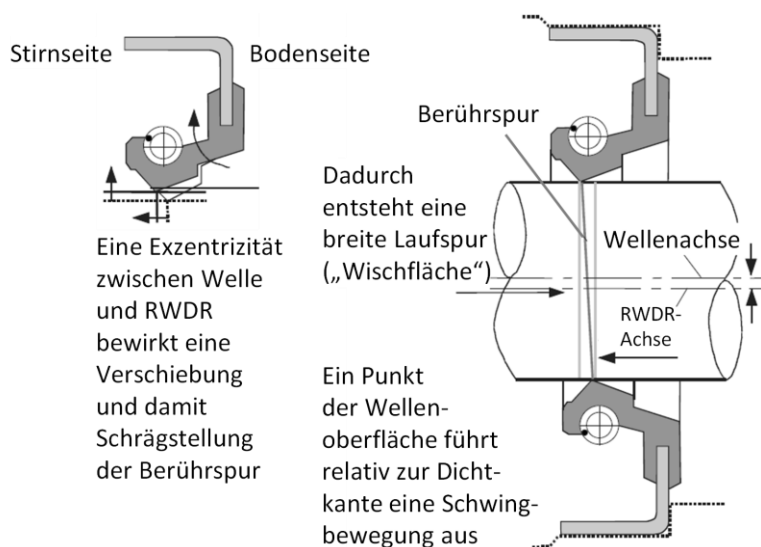 Stirnseite
Bodenseite
Eine Exzentrizität
zwischen Welle
und RWDR
bewirkt eine
Verschiebung
und damit
Schrägstellung
der Berührspur
Berührspur
Dadurch
entsteht eine
breite Laufspur
(„Wischfläche“)
Wellenachse
RWDR-
Achse
Ein Punkt
der Wellen-
oberfläche führt
relativ zur Dicht-
kante eine Schwing-
bewegung aus